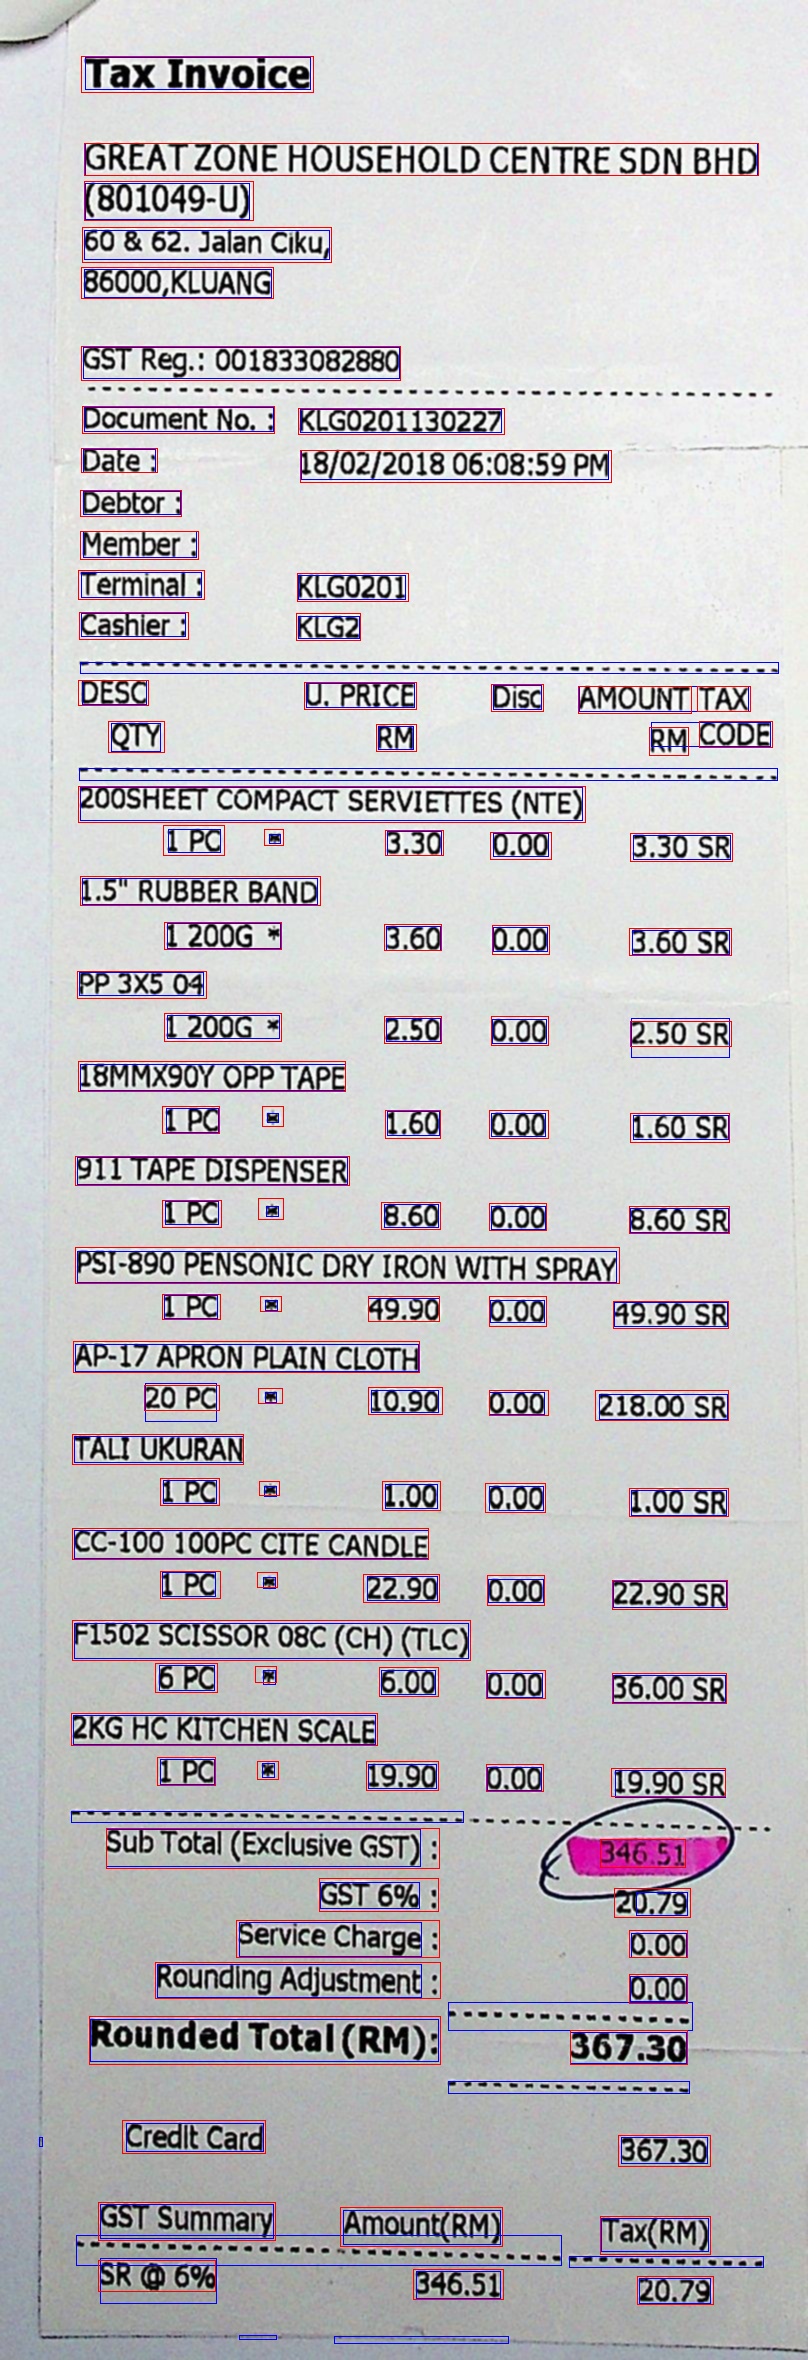 Tax Invoice
GREAT ZONE HOUSEHOLD CENTRE SDN BHD
(801049-U)
60 & 62. Jalan Ciku,
86000,KLUANG
GST Reg.: 001833082880
Document No. : KLG0201130227
Date : 18/02/2018 06:08:59 PM
Debtor :
Member :
Terminal : KLG0201
Cashier : KLG2
DESC U. PRICE Disc AMOUNT TAX
QTY RM RM CODE
200SHEET COMPACT SERVIETTES (NTE)
1 PC * 3.30 0.00 3.30 SR
1.5" RUBBER BAND
1 200G * 3.60 0.00 3.60 SR
PP 3X5 04
1 200G * 2.50 0.00 2.50 SR
18MMX90Y OPP TAPE
1 PC * 1.60 0.00 1.60 SR
911 TAPE DISPENSER
1 PC * 8.60 0.00 8.60 SR
PSI-890 PENSONIC DRY IRON WITH SPRAY
1 PC * 49.90 0.00 49.90 SR
AP-17 APRON PLAIN CLOTH
20 PC * 10.90 0.00 218.00 SR
TALI UKURAN
1 PC * 1.00 0.00 1.00 SR
CC-100 100PC CITE CANDLE
1 PC * 22.90 0.00 22.90 SR
F1502 SCISSOR 08C (CH) (TLC)
6 PC * 6.00 0.00 36.00 SR
2KG HC KITCHEN SCALE
1 PC * 19.90 0.00 19.90 SR
Sub Total (Exclusive GST) : 346.51
GST 6% : 20.79
Service Charge : 0.00
Rounding Adjustment : 0.00
Rounded Total (RM): 367.30
Credit Card 367.30
GST Summary Amount(RM) Tax(RM)
SR @ 6% 346.51 20.79